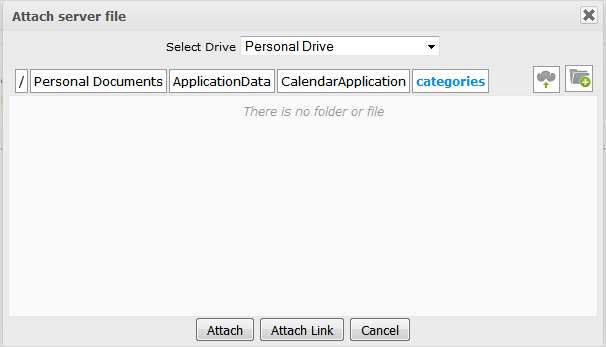 Attach server file
Select Drive Personal Drive
/ Personal Documents ApplicationData CalendarApplication categories
There is no folder or file
Attach Attach Link Cancel